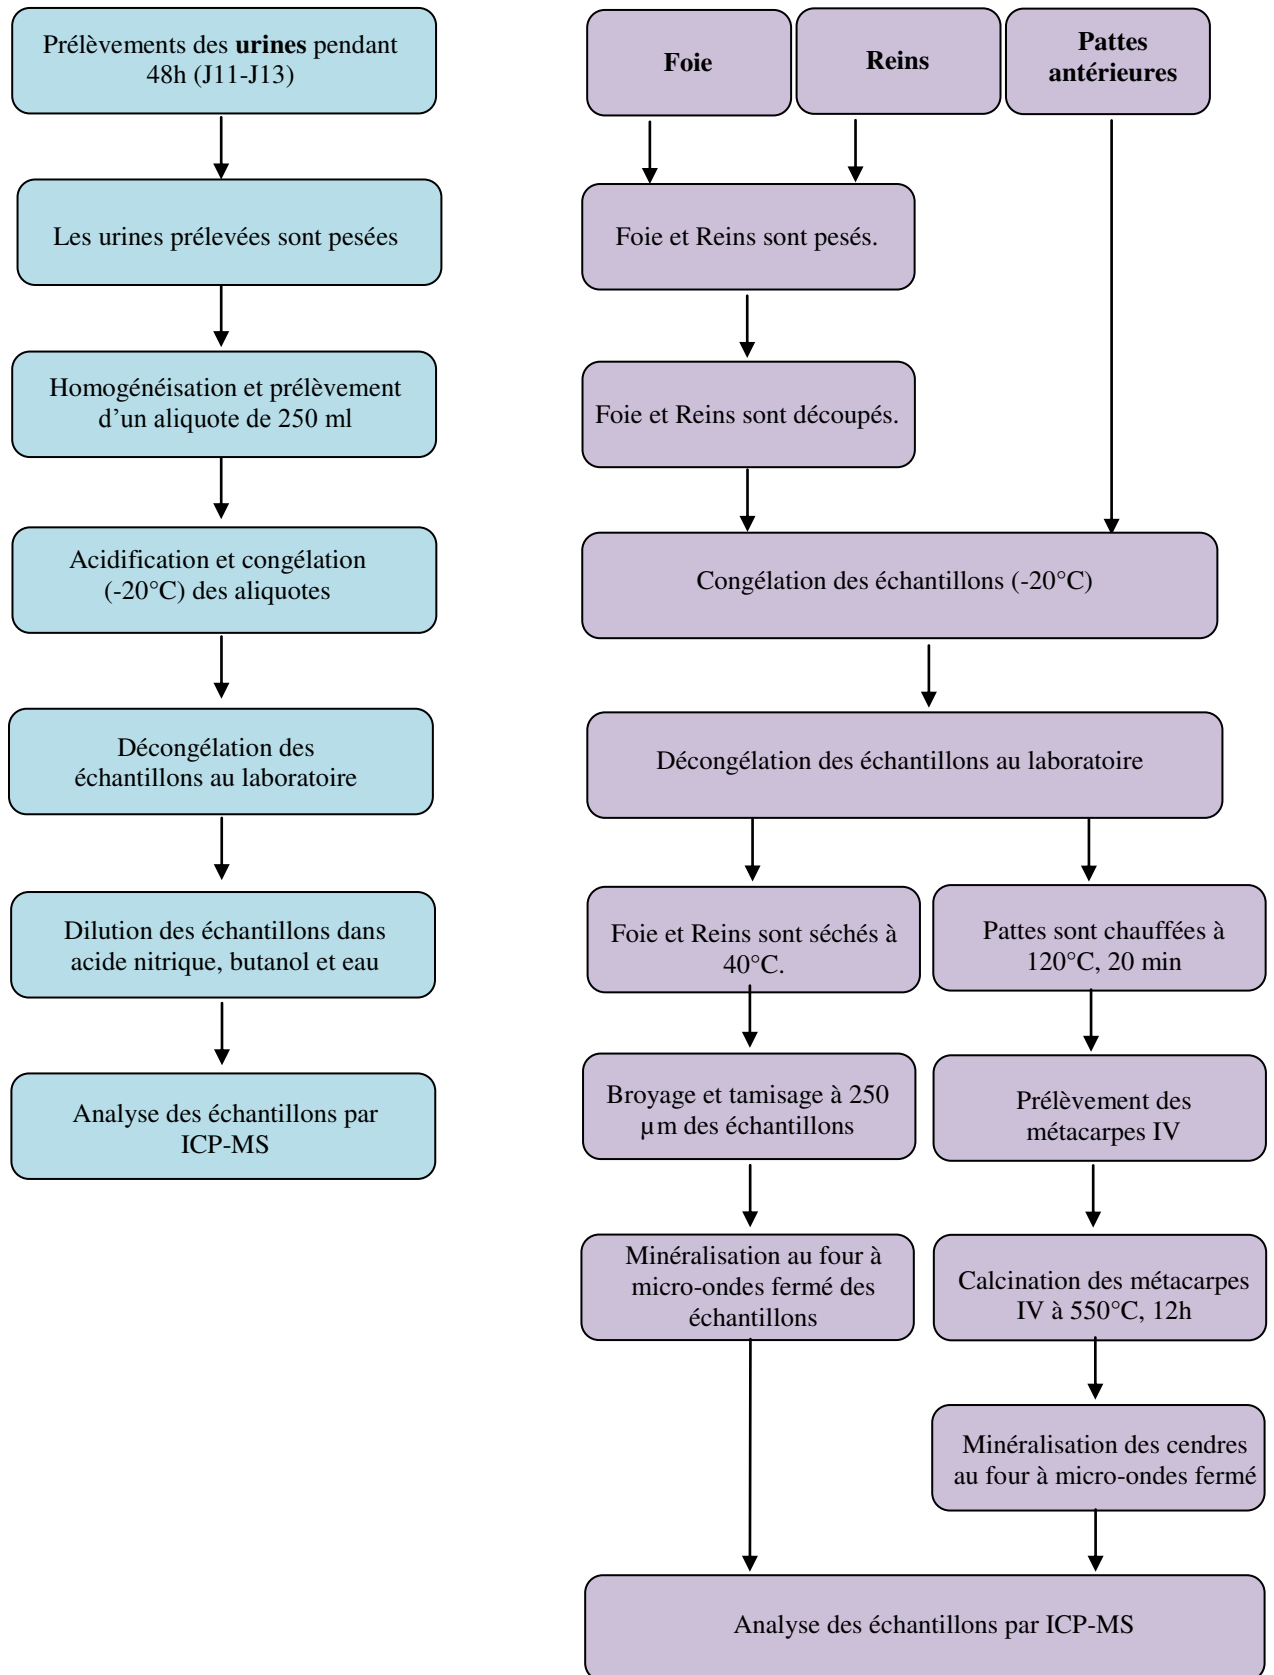 Prélèvements des urines pendant
48h (J11-J13)
Les urines prélevées sont pesées
Homogénéisation et prélèvement
d’un aliquote de 250 ml
Acidification et congélation
(-20°C) des aliquotes
Décongélation des
échantillons au laboratoire
Dilution des échantillons dans
acide nitrique, butanol et eau
Analyse des échantillons par
ICP-MS
Foie
Reins
Pattes
antérieures
Foie et Reins sont pesés.
Foie et Reins sont découpés.
Congélation des échantillons (-20°C)
Décongélation des échantillons au laboratoire
Foie et Reins sont séchés à
40°C.
Broyage et tamisage à 250
µm des échantillons
Minéralisation au four à
micro-ondes fermé des
échantillons
Pattes sont chauffées à
120°C, 20 min
Prélèvement des
métacarpes IV
Calcination des métacarpes
IV à 550°C, 12h
Minéralisation des cendres
au four à micro-ondes fermé
Analyse des échantillons par ICP-MS